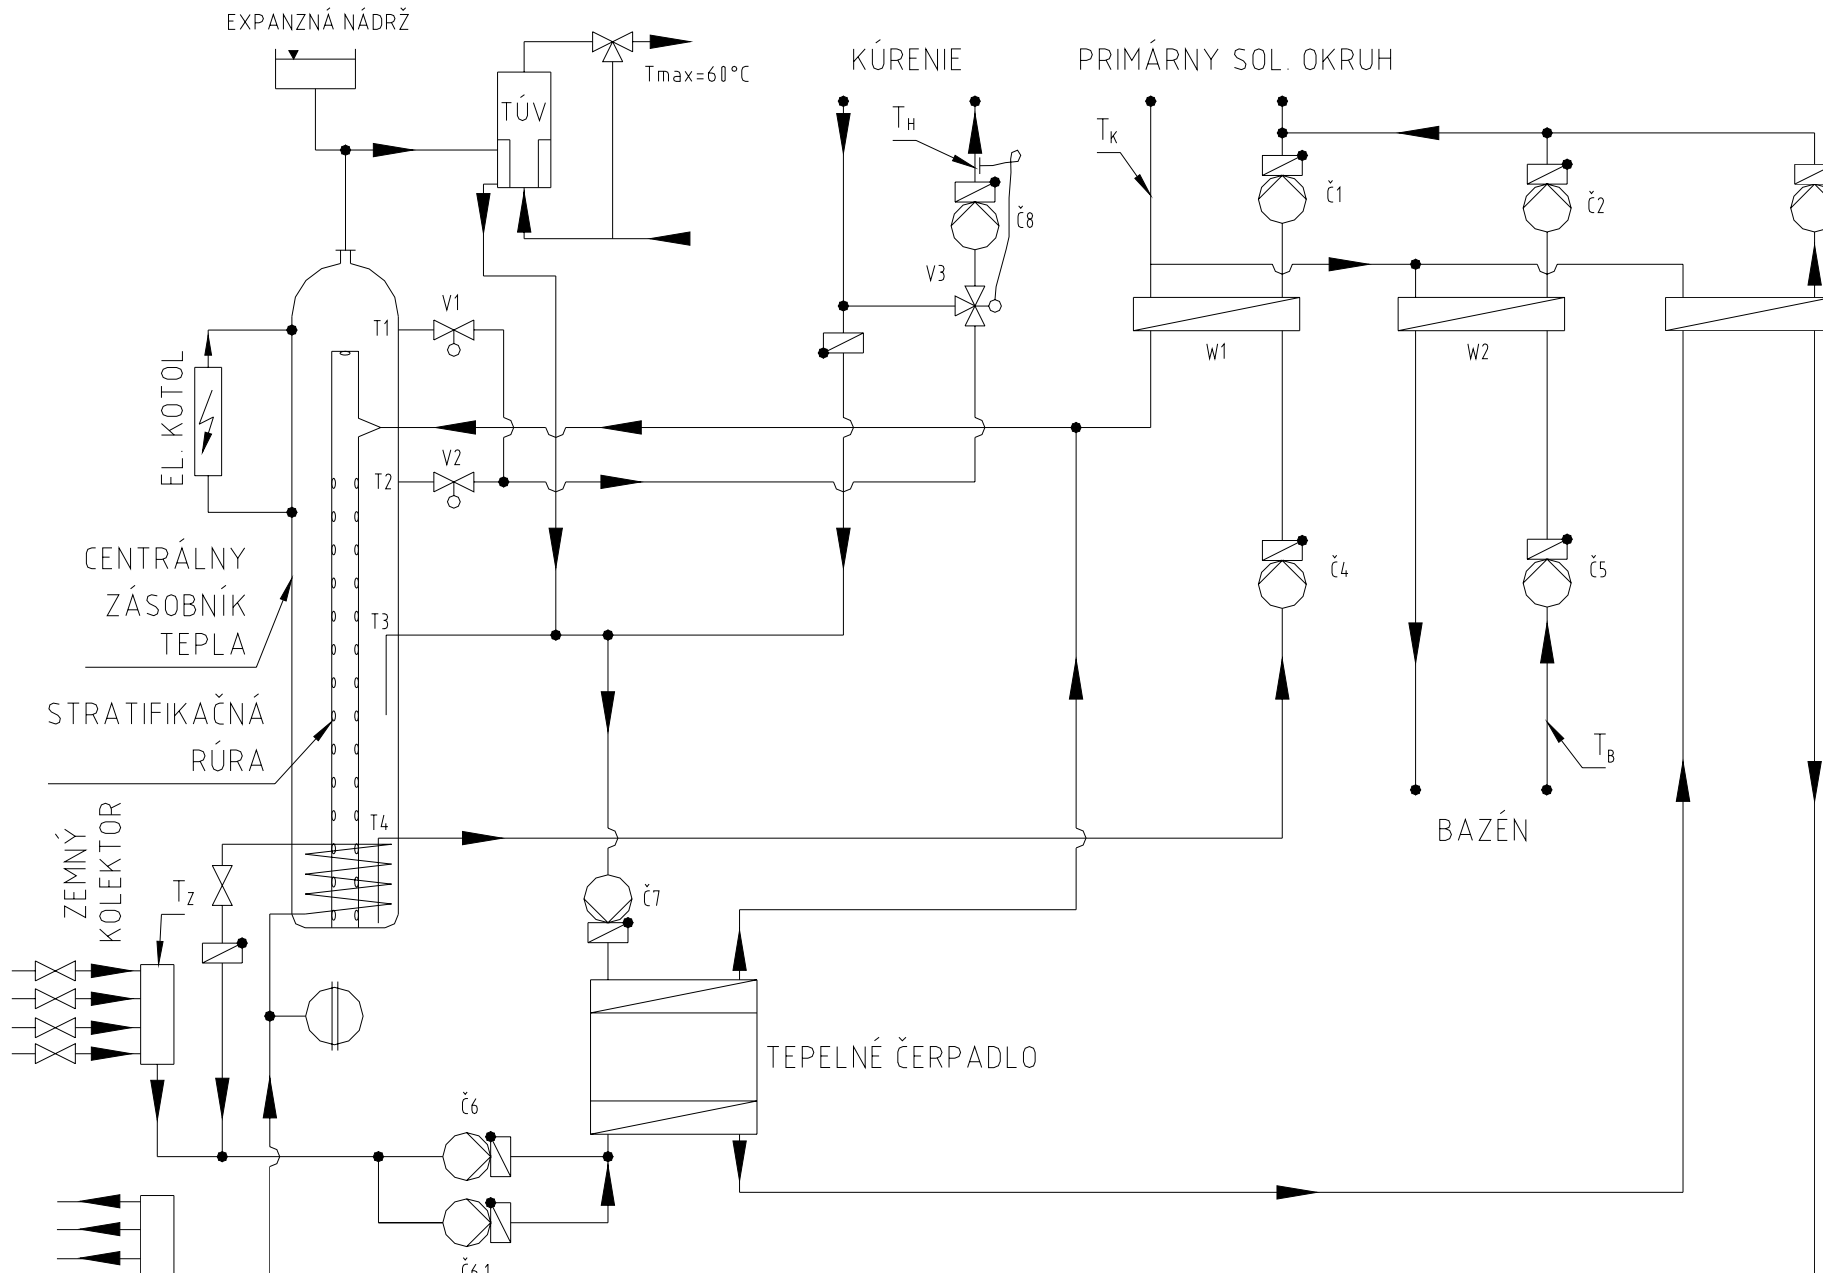 EXPANZNÁ NÁDRŽ
TÚV
Tmax=60°C
KÚRENIE
PRIMÁRNY SOL. OKRUH
TH
TK
Č8
Č1
Č2
V3
V1
T1
W1
W2
EL. KOTOL
V2
T2
CENTRÁLNY
ZÁSOBNÍK
TEPLA
Č4
Č5
T3
STRATIFIKAČNÁ
RÚRA
TB
BAZÉN
ZEMNÝ
KOLEKTOR
T4
TZ
Č7
TEPELNÉ ČERPADLO
Č6
Č6.1